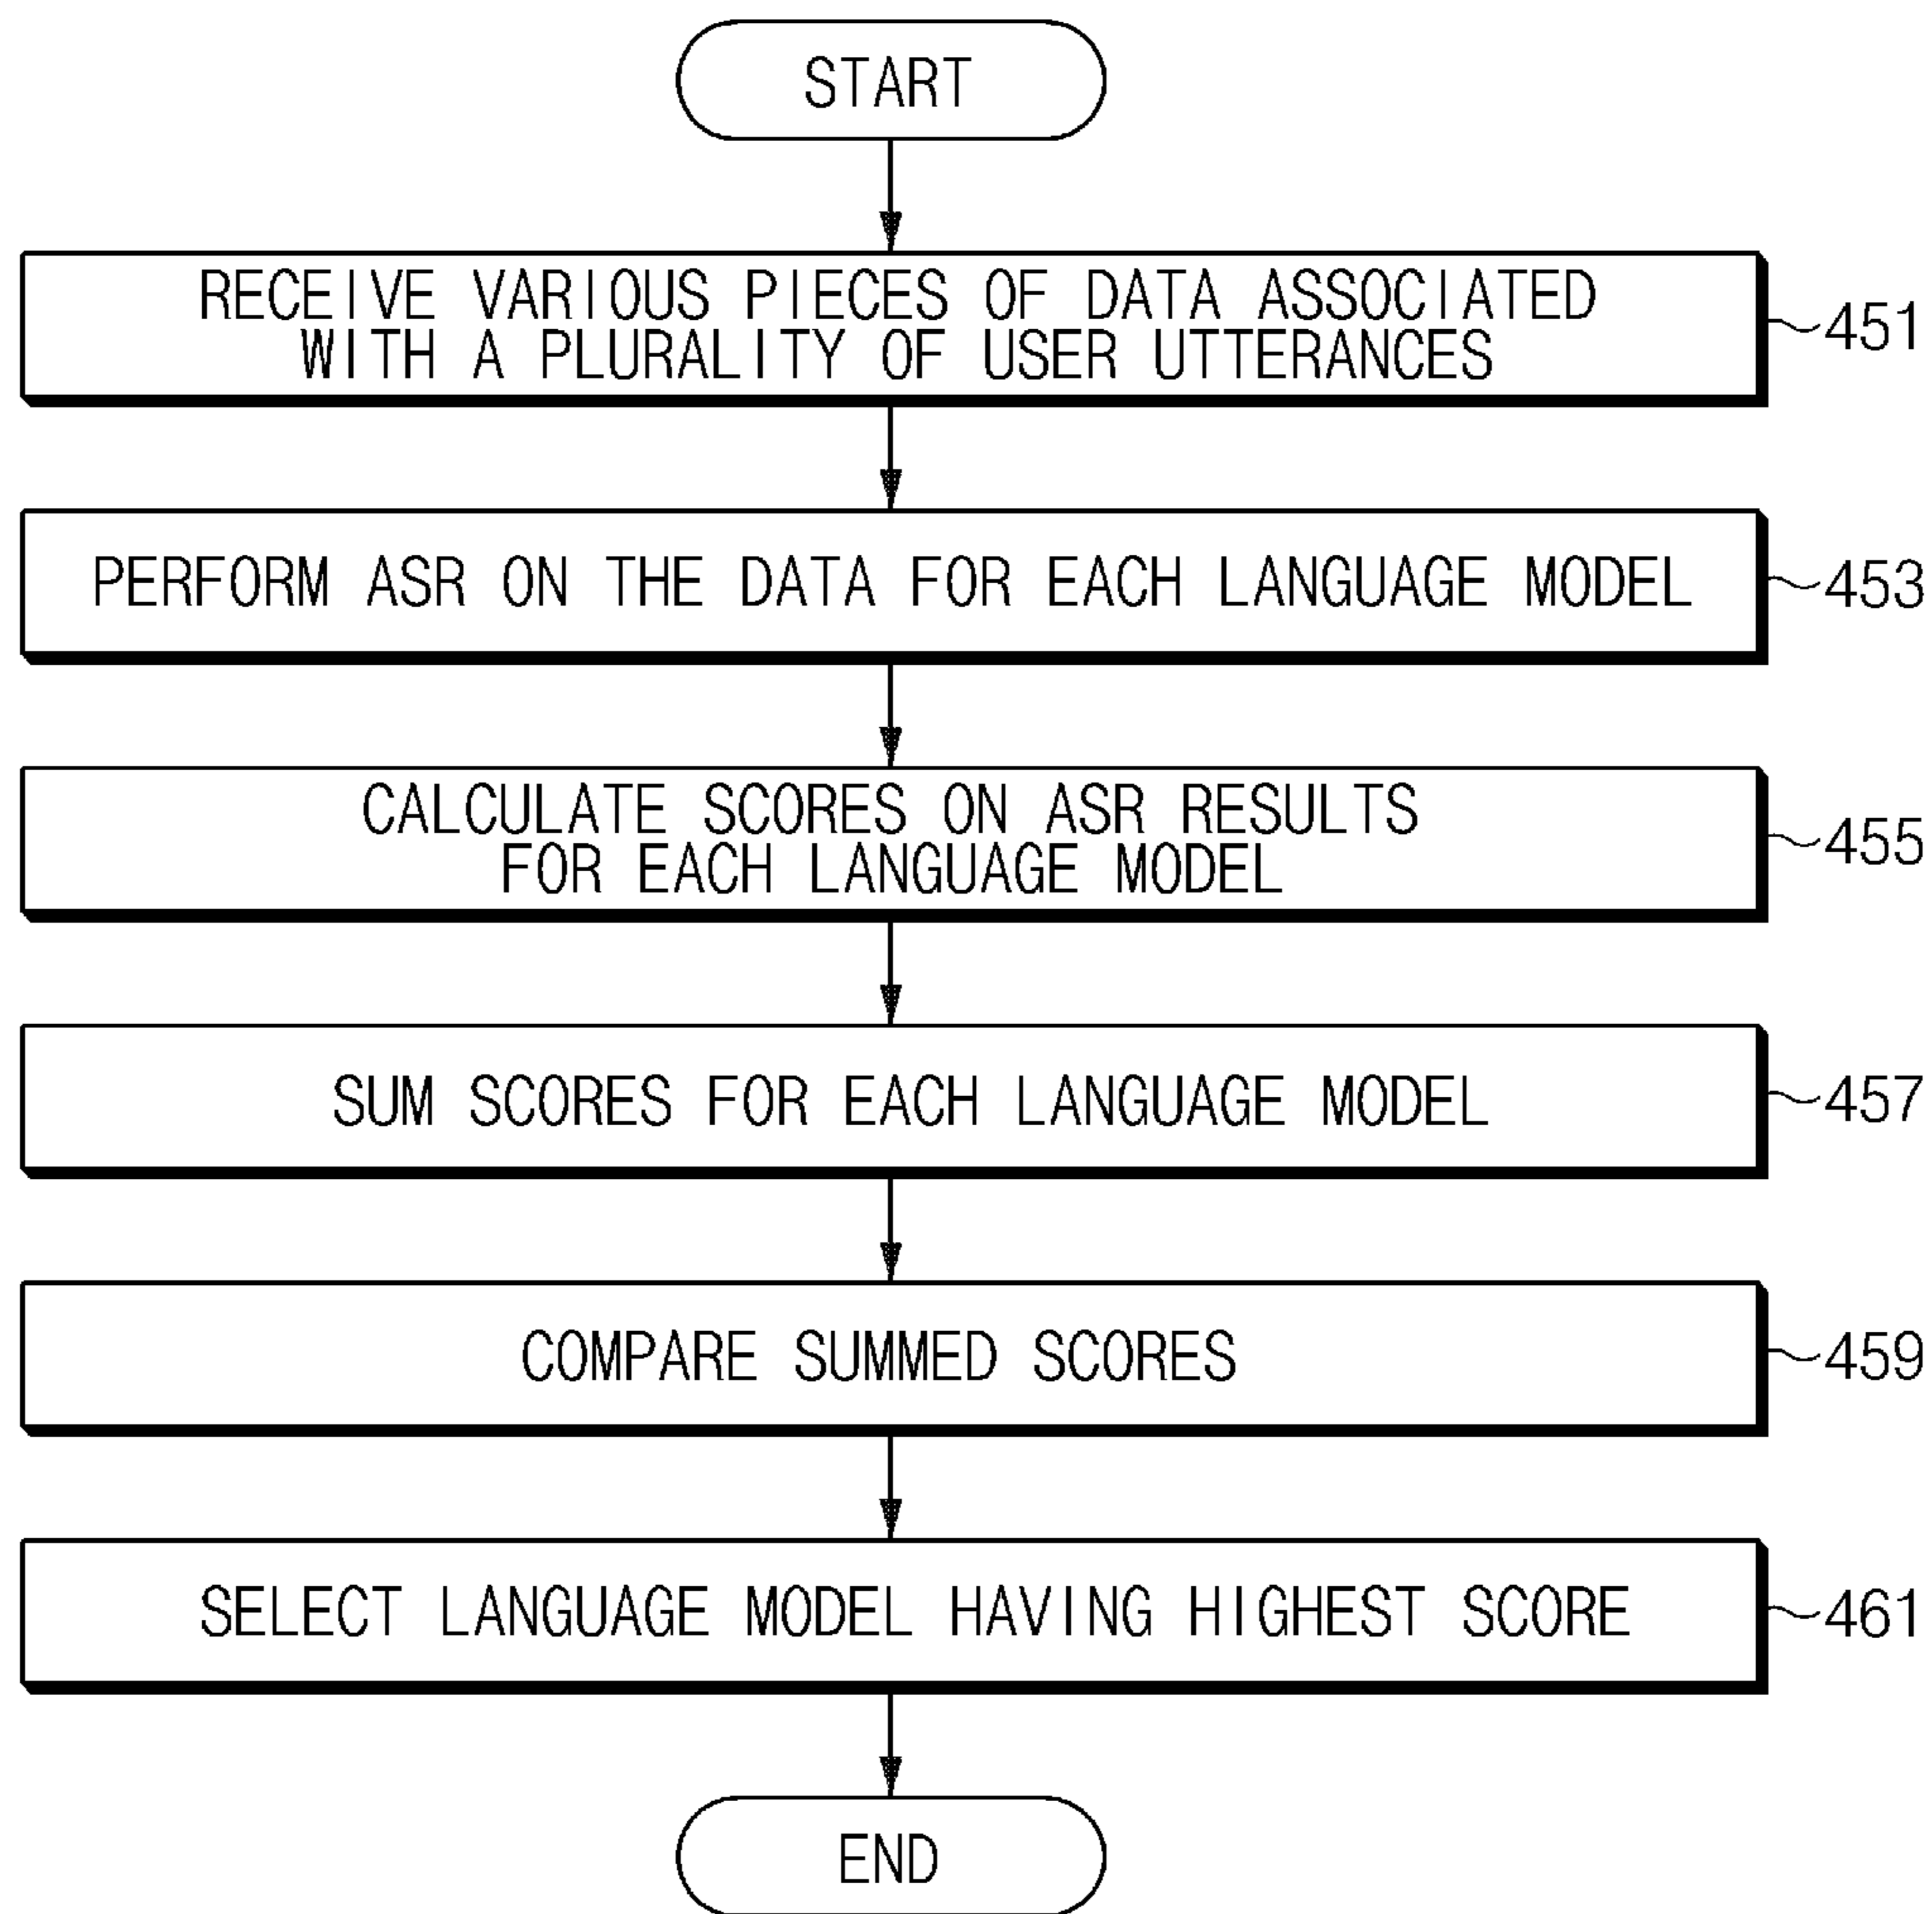 START
RECEIVE VARIOUS PIECES OF DATA ASSOCIATED
WITH A PLURALITY OF USER UTTERANCES
451
PERFORM ASR ON THE DATA FOR EACH LANGUAGE MODEL
453
CALCULATE SCORES ON ASR RESULTS
FOR EACH LANGUAGE MODEL
455
SUM SCORES FOR EACH LANGUAGE MODEL
457
COMPARE SUMMED SCORES
459
SELECT LANGUAGE MODEL HAVING HIGHEST SCORE
461
END